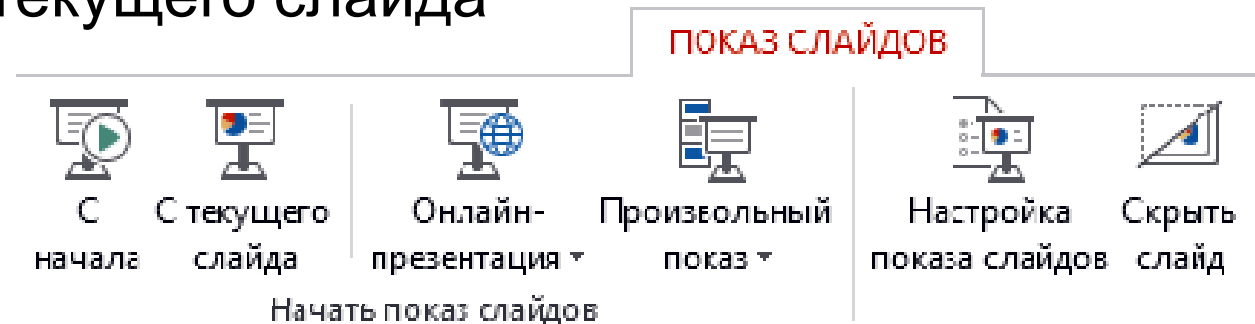 текущего слайда
ПОКАЗ СЛАЙДОВ
С начала
С текущего слайда
Онлайн-презентация
Произвольный показ
Настройка показа слайдов
Скрыть слайд
Начать показ слайдов